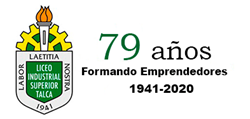 LAETITIA
LABOR
NOSTRA
LICEO
INDUSTRIAL
SUPERIOR
TALCA
1941
79 años
Formando Emprendedores
1941-2020